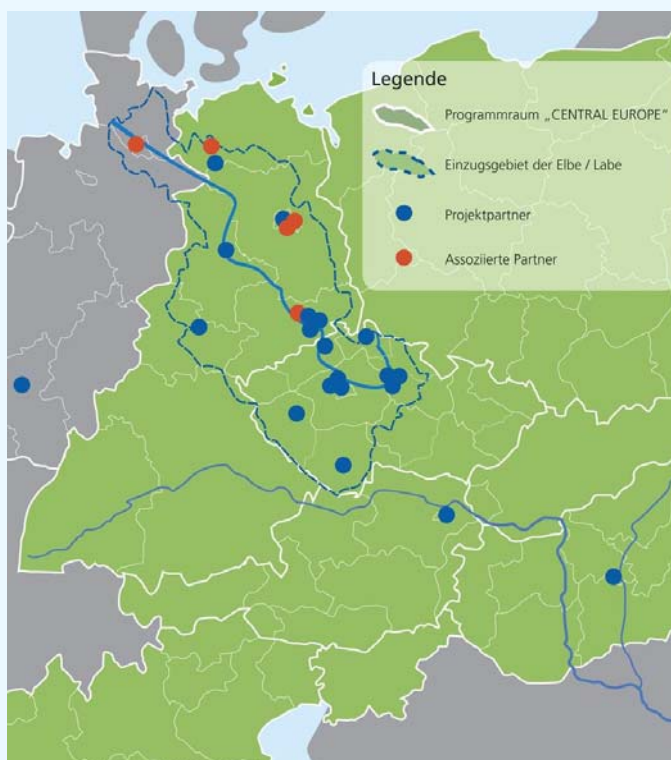 Legende
Programmraum „CENTRAL EUROPE"
Einzugsgebiet der Elbe / Labe
Projektpartner
Assoziierte Partner